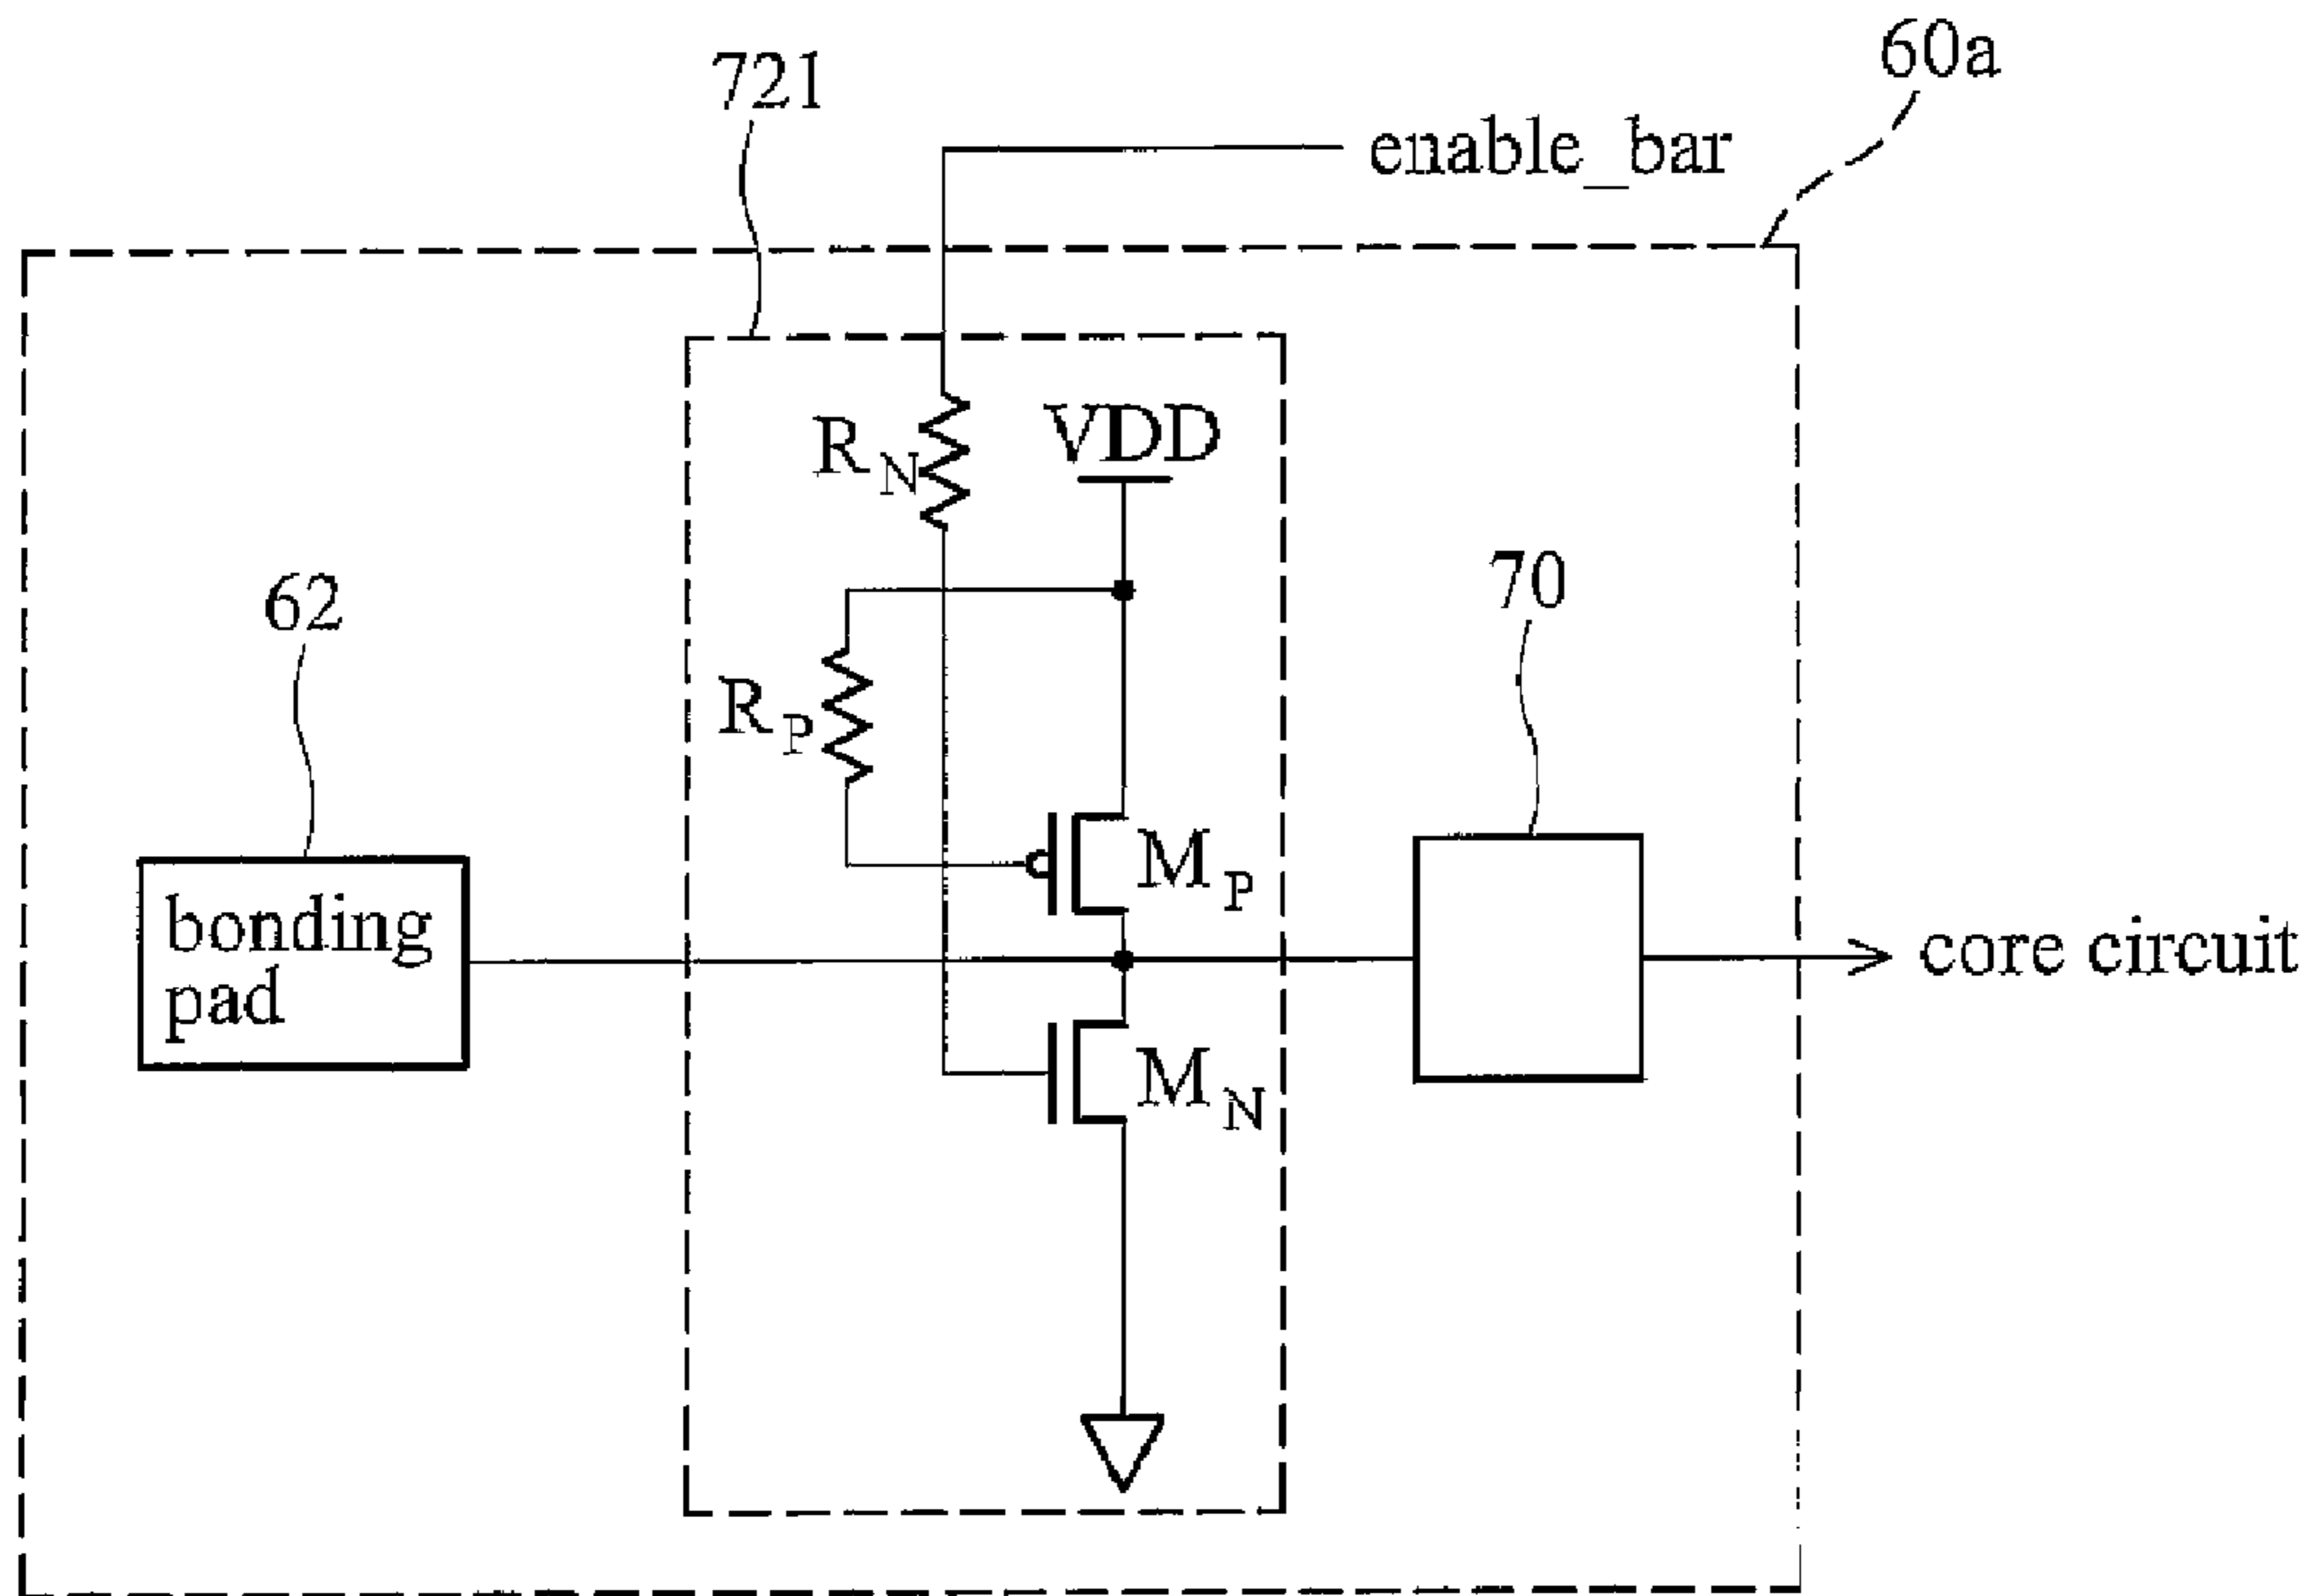 60a
721
enable_bar
RN
VDD
62
70
RP
MP
bonding
pad
core circuit
MN